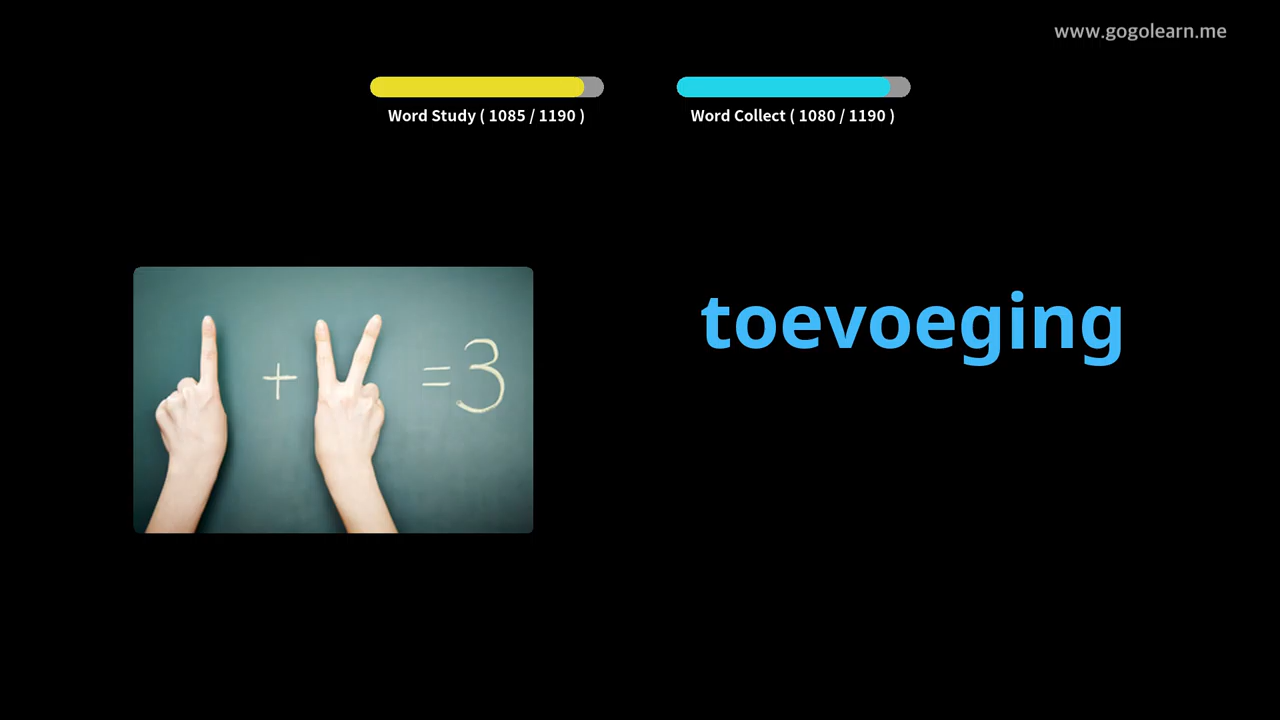 www.gogolearn.me
Word Study ( 1085 / 1190 )
Word Collect ( 1080 / 1190 )
+ = 3
toevoeging